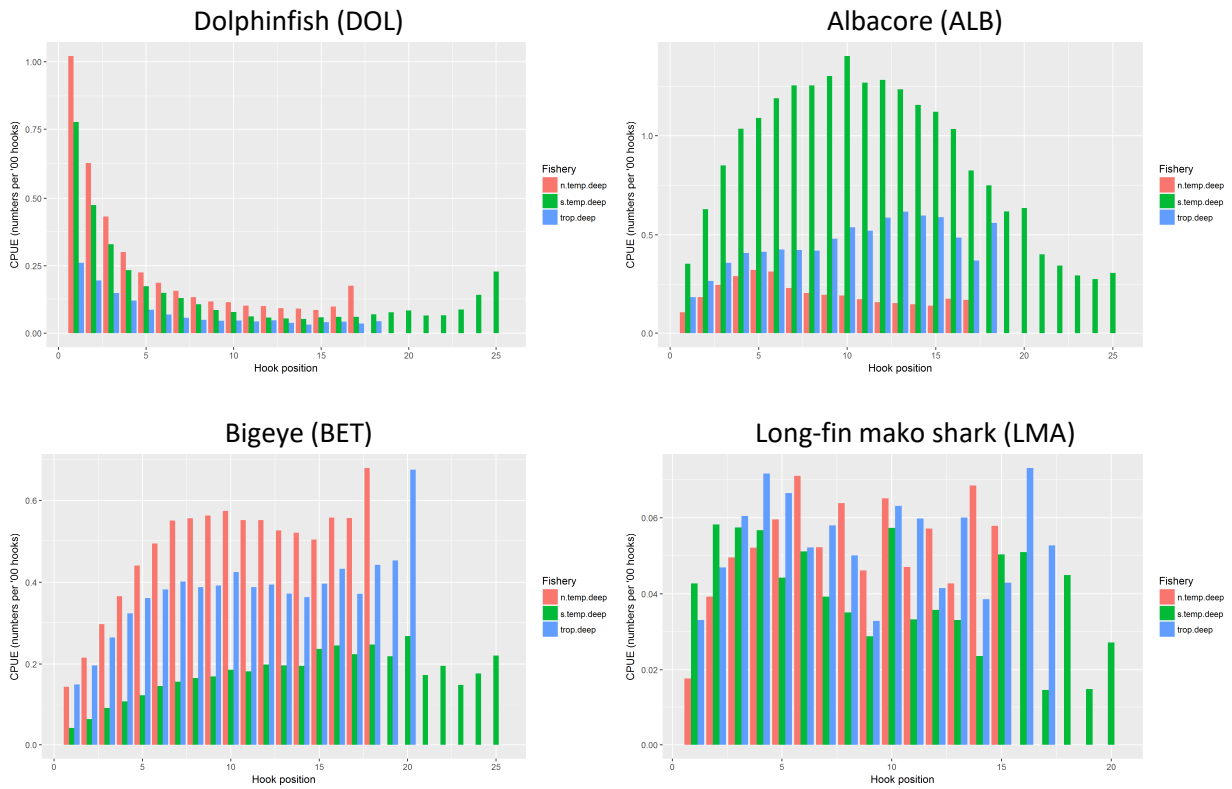 Dolphinfish (DOL)
CPUE (numbers per '00 hooks)
1.00
0.75
0.50
0.25
0.00
0
5
10
15
20
25
Hook position
Fishery
n.temp.deep
s.temp.deep
trop.deep
Albacore (ALB)
CPUE (numbers per '00 hooks)
1.0
0.5
0.0
0
5
10
15
20
25
Hook position
Fishery
n.temp.deep
s.temp.deep
trop.deep
Bigeye (BET)
CPUE (numbers per '00 hooks)
0.6
0.4
0.2
0.0
0
5
10
15
20
25
Hook position
Fishery
n.temp.deep
s.temp.deep
trop.deep
Long-fin mako shark (LMA)
CPUE (numbers per '00 hooks)
0.06
0.04
0.02
0.00
0
5
10
15
20
Hook position
Fishery
n.temp.deep
s.temp.deep
trop.deep